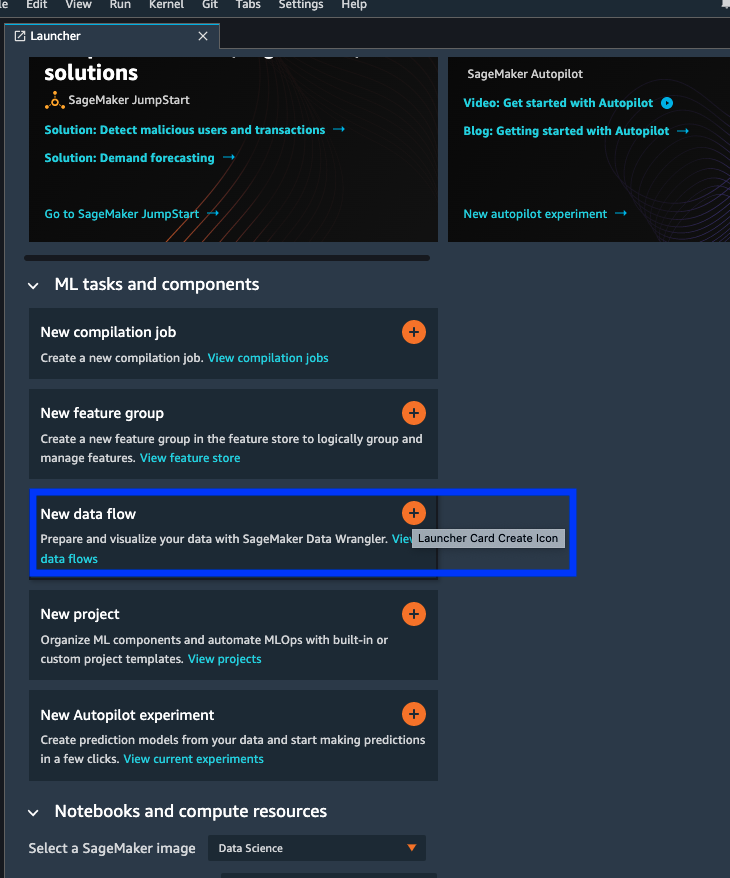 Edit View Run Kernel Git Tabs Settings Help
Launcher
solutions
SageMaker JumpStart
Solution: Detect malicious users and transactions
Solution: Demand forecasting
Go to SageMaker JumpStart
SageMaker Autopilot
Video: Get started with Autopilot
Blog: Getting started with Autopilot
New autopilot experiment
ML tasks and components
New compilation job
Create a new compilation job. View compilation jobs
New feature group
Create a new feature group in the feature store to logically group and
manage features. View feature store
New data flow
Prepare and visualize your data with SageMaker Data Wrangler. View
data flows
Launcher Card Create Icon
New project
Organize ML components and automate MLOps with built-in or
custom project templates. View projects
New Autopilot experiment
Create prediction models from your data and start making predictions
in a few clicks. View current experiments
Notebooks and compute resources
Select a SageMaker image
Data Science